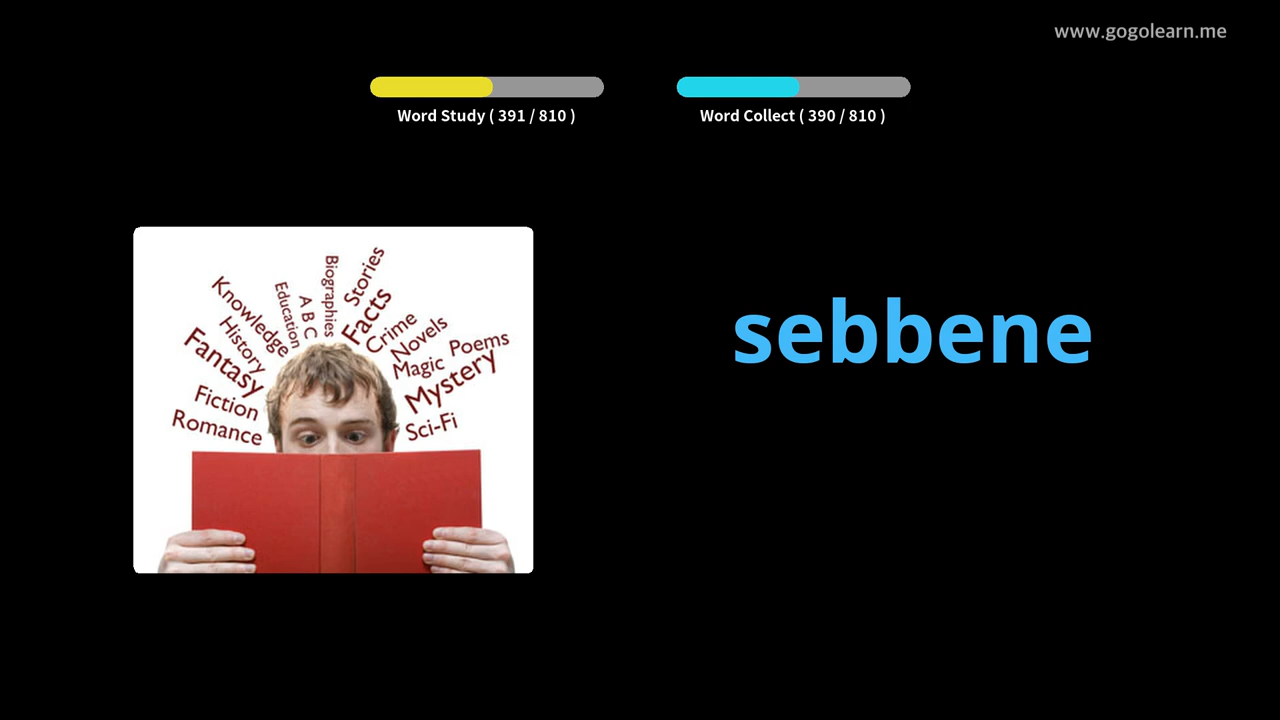 www.gogolearn.me
Word Study ( 391 / 810 )
Word Collect ( 390 / 810 )
Knowledge
Education
A B C
Biographies
Stories
Facts
Crime
Novels
Poems
History
Fantasy
Magic
Mystery
Fiction
Romance
Sci-Fi
sebbene